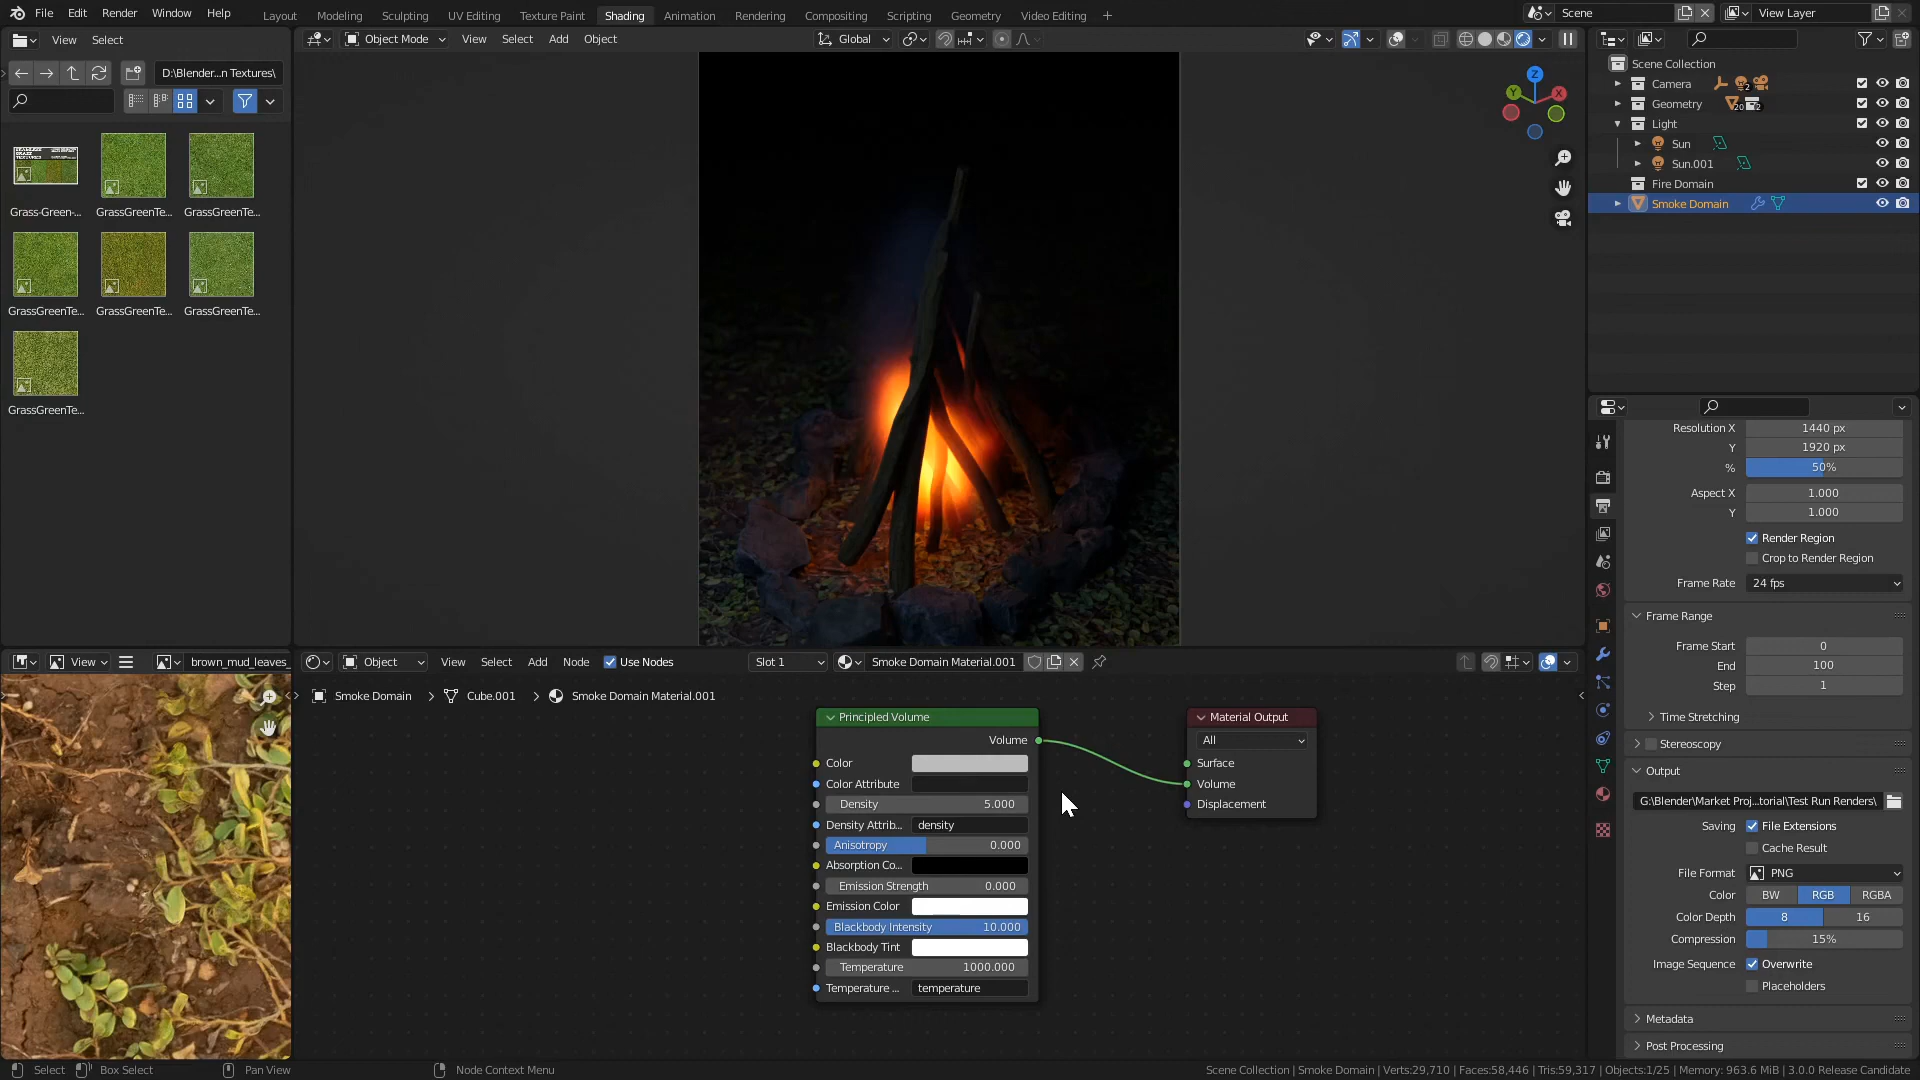 File Edit Render Window Help
Layout Modeling Sculpting UV Editing Texture Paint Shading Animation Rendering Compositing Scripting Geometry Video Editing +
Scene
View Layer
View Select
D:\Blender...n Textures\
Grass-Green-...
GrassGreenTe...
GrassGreenTe...
GrassGreenTe...
GrassGreenTe...
GrassGreenTe...
GrassGreenTe...
Object Mode View Select Add Object
Global
Z
Y
X
Scene Collection
Camera
2
Geometry
20 2
Light
Sun
Sun.001
Fire Domain
Smoke Domain
Resolution X 1440 px
Y 1920 px
% 50%
Aspect X 1.000
Y 1.000
Render Region
Crop to Render Region
Frame Rate 24 fps
Frame Range
Frame Start 0
End 100
Step 1
Time Stretching
Stereoscopy
Output
G:\Blender\Market Proj...torial\Test Run Renders\
Saving File Extensions
Cache Result
File Format PNG
Color BW RGB RGBA
Color Depth 8 16
Compression 15%
Image Sequence Overwrite
Placeholders
Metadata
Post Processing
View
brown_mud_leaves_
Object View Select Add Node Use Nodes
Slot 1
Smoke Domain Material.001
Smoke Domain > Cube.001 > Smoke Domain Material.001
Principled Volume
Volume
Color
Color Attribute
Density 5.000
Density Attrib... density
Anisotropy 0.000
Absorption Co...
Emission Strength 0.000
Emission Color
Blackbody Intensity 10.000
Blackbody Tint
Temperature 1000.000
Temperature ... temperature
Material Output
All
Surface
Volume
Displacement
Select Box Select Pan View Node Context Menu
Scene Collection | Smoke Domain | Verts:29,710 | Faces:58,446 | Tris:59,317 | Objects:1/25 | Memory: 963.6 MiB | 3.0.0 Release Candidate